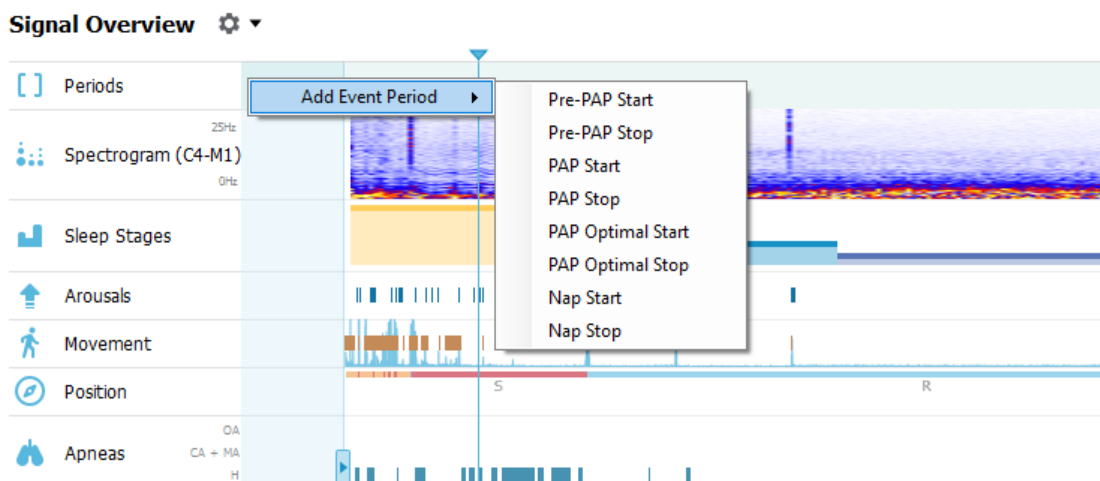 Signal Overview
Periods
Add Event Period
Pre-PAP Start
Pre-PAP Stop
PAP Start
PAP Stop
PAP Optimal Start
PAP Optimal Stop
Nap Start
Nap Stop
25Hz
Spectrogram (C4-M1)
0Hz
Sleep Stages
Arousals
Movement
Position
S
R
Apneas
OA
CA + MA
H